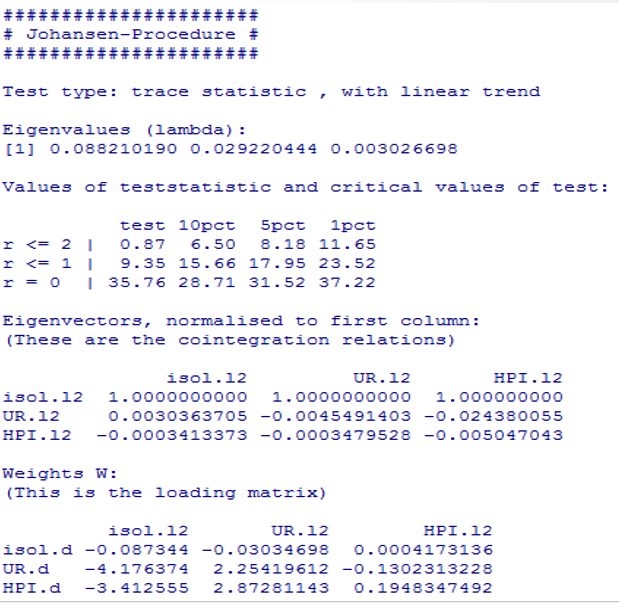 ######################
# Johansen-Procedure #
######################
Test type: trace statistic , with linear trend
Eigenvalues (lambda):
[1] 0.088210190 0.029220444 0.003026698
Values of teststatistic and critical values of test:
test 10pct 5pct 1pct
r <= 2 | 0.87 6.50 8.18 11.65
r <= 1 | 9.35 15.66 17.95 23.52
r = 0 | 35.76 28.71 31.52 37.22
Eigenvectors, normalised to first column:
(These are the cointegration relations)
isol.l2 UR.l2 HPI.l2
isol.l2 1.0000000000 1.0000000000 1.000000000
UR.l2 0.0030363705 -0.0045491403 -0.024380055
HPI.l2 -0.0003413373 -0.0003479528 -0.005047043
Weights W:
(This is the loading matrix)
isol.l2 UR.l2 HPI.l2
isol.d -0.087344 -0.03034698 0.0004173136
UR.d -4.176374 2.25419612 -0.1302313228
HPI.d -3.412555 2.87281143 0.1948347492